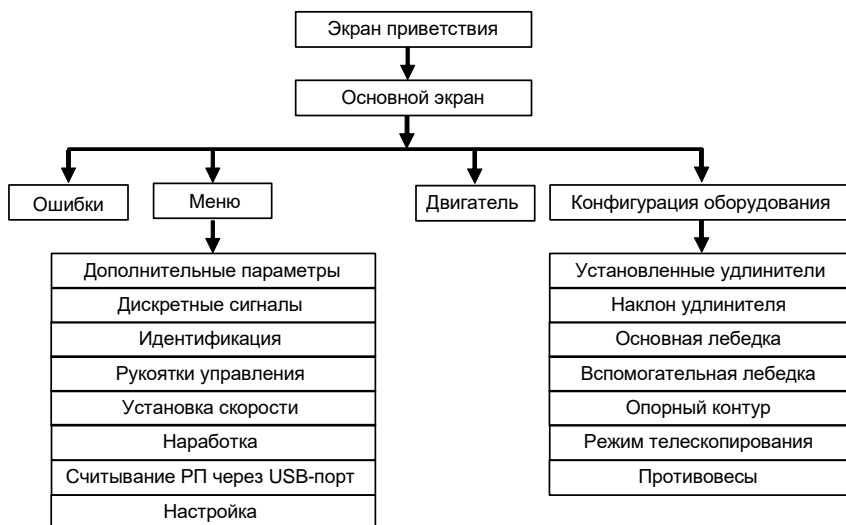 Экран приветствия
Основной экран
Ошибки
Меню
Двигатель
Конфигурация оборудования
Дополнительные параметры
Дискретные сигналы
Идентификация
Рукоятки управления
Установка скорости
Наработка
Считывание РП через USB-порт
Настройка
Установленные удлинители
Наклон удлинителя
Основная лебедка
Вспомогательная лебедка
Опорный контур
Режим телескопирования
Противовесы